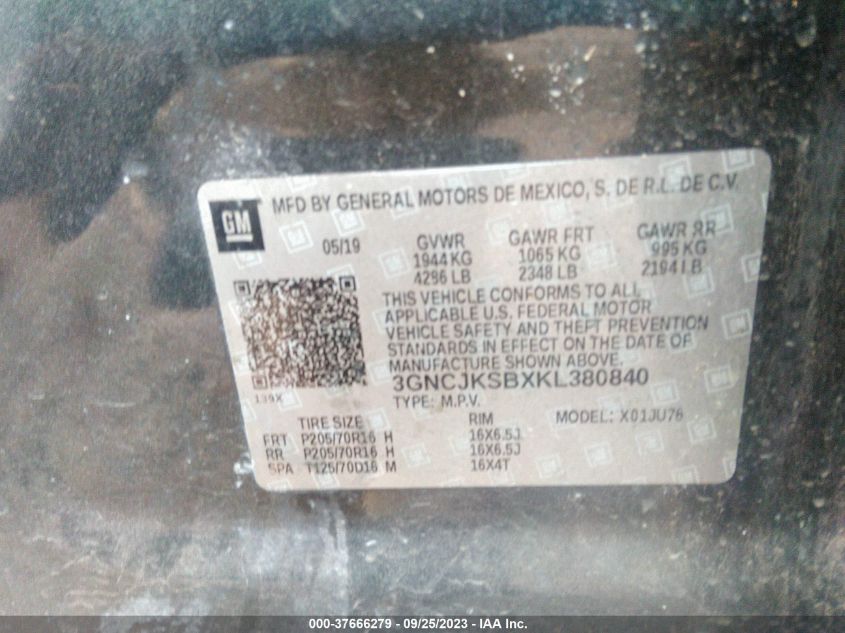 GM
MFD BY GENERAL MOTORS DE MEXICO, S. DE R.L. DE C.V.
05/19 GVWR GAWR FRT GAWR RR
1944 KG 1065 KG 995 KG
4296 LB 2348 LB 2194 LB
THIS VEHICLE CONFORMS TO ALL
APPLICABLE U.S. FEDERAL MOTOR
VEHICLE SAFETY AND THEFT PREVENTION
STANDARDS IN EFFECT ON THE DATE OF
MANUFACTURE SHOWN ABOVE.
3GNCJKSBXKL380840
139X TYPE: M.P.V. MODEL: X01JU76
TIRE SIZE RIM
FRT P205/70R16 H 16X6.5J
RR P205/70R16 H 16X6.5J
SPA T125/70D16 M 16X4T
000-37666279 - 09/25/2023 - IAA Inc.